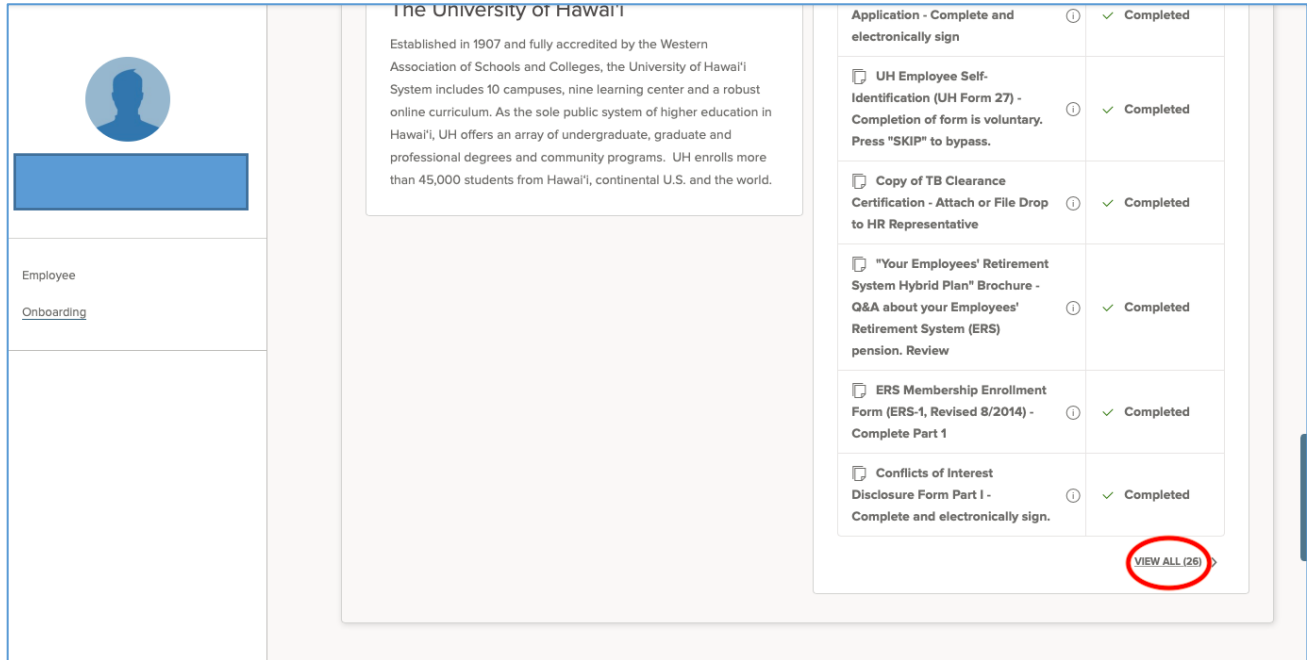 Employee
Onboarding
The University of Hawai'i
Established in 1907 and fully accredited by the Western
Association of Schools and Colleges, the University of Hawai'i
System includes 10 campuses, nine learning center and a robust
online curriculum. As the sole public system of higher education in
Hawai'i, UH offers an array of undergraduate, graduate and
professional degrees and community programs. UH enrolls more
than 45,000 students from Hawai'i, continental U.S. and the world.
Application - Complete and
electronically sign
Completed
UH Employee Self-
Identification (UH Form 27) -
Completion of form is voluntary.
Press "SKIP" to bypass.
Completed
Copy of TB Clearance
Certification - Attach or File Drop
to HR Representative
Completed
"Your Employees' Retirement
System Hybrid Plan" Brochure -
Q&A about your Employees'
Retirement System (ERS)
pension. Review
Completed
ERS Membership Enrollment
Form (ERS-1, Revised 8/2014) -
Complete Part 1
Completed
Conflicts of Interest
Disclosure Form Part I -
Complete and electronically sign.
Completed
VIEW ALL (26)